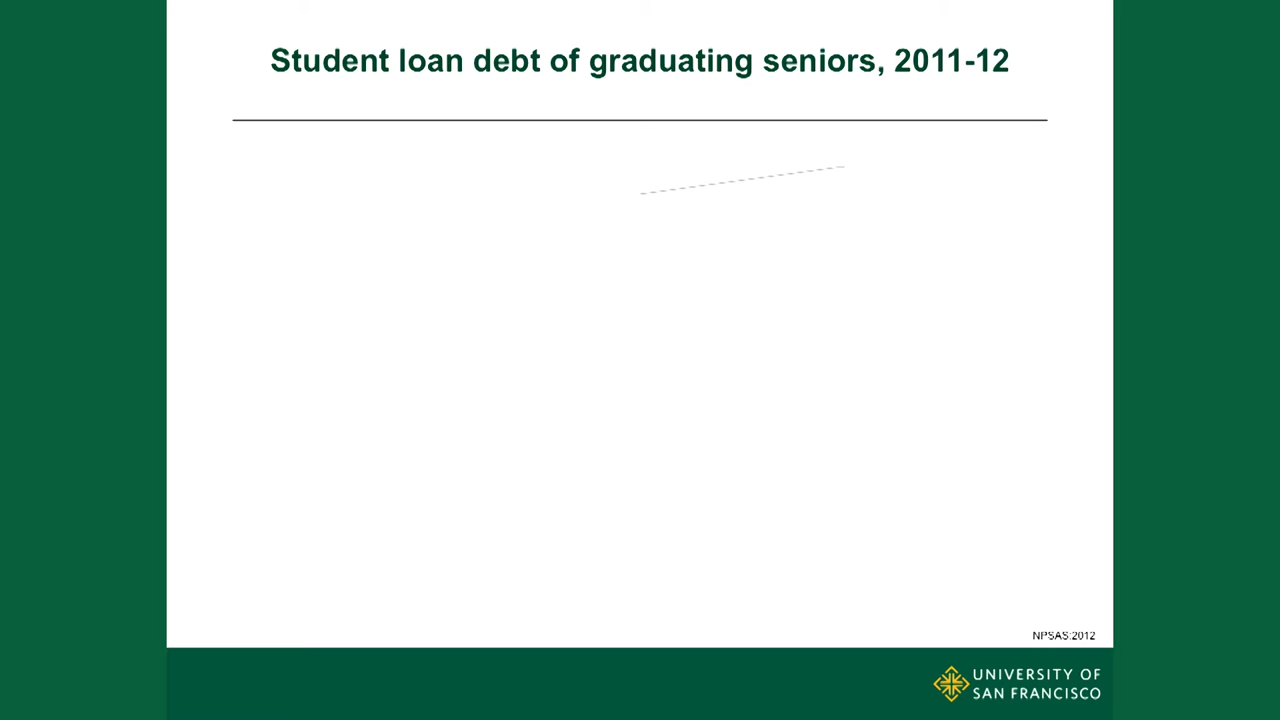 Student loan debt of graduating seniors, 2011-12
NPSAS:2012
UNIVERSITY OF
SAN FRANCISCO